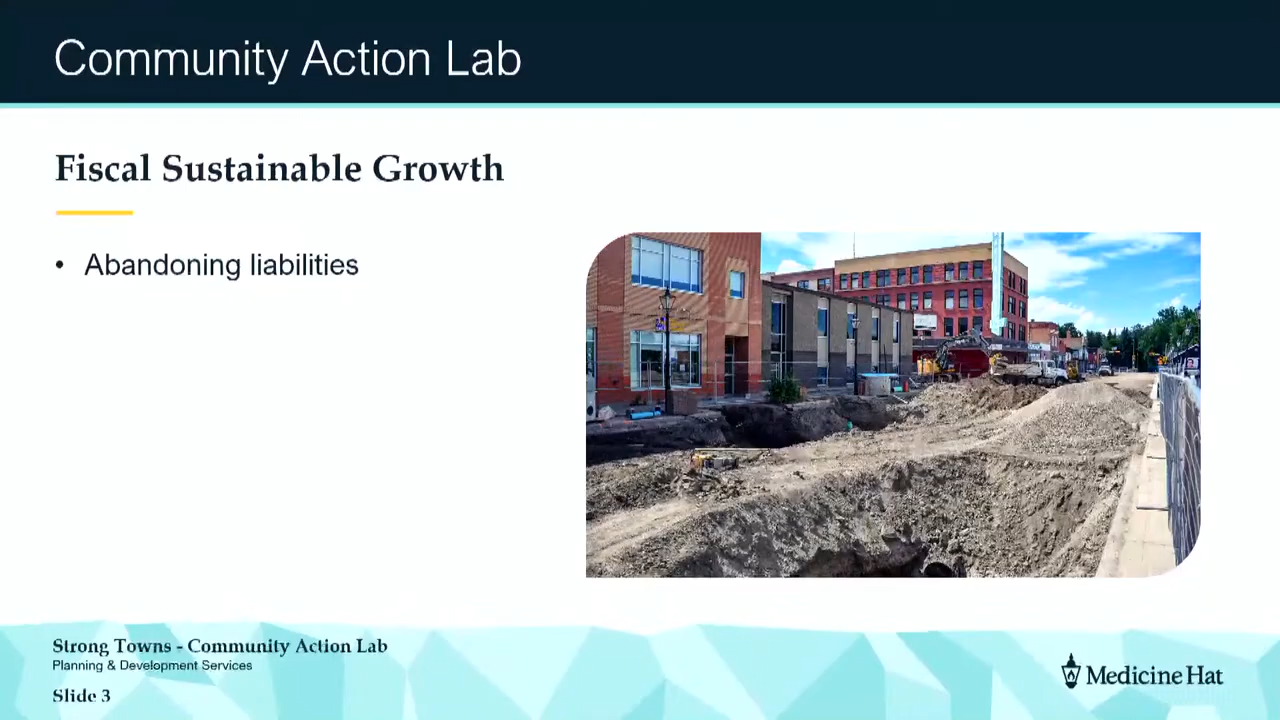 Community Action Lab
Fiscal Sustainable Growth
• Abandoning liabilities
Strong Towns - Community Action Lab
Planning & Development Services
Slide 3
Medicine Hat